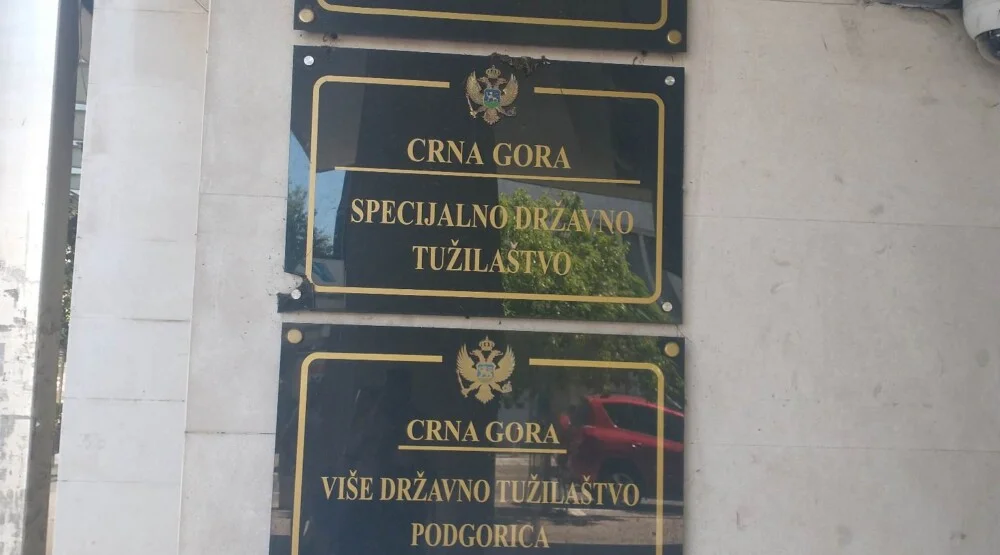 CRNA GORA
SPECIJALNO DRŽAVNO
TUŽILAŠTVO
CRNA GORA
VIŠE DRŽAVNO TUŽILAŠTVO
PODGORICA